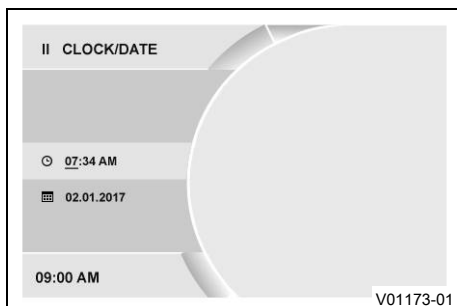 II CLOCK/DATE
07:34 AM
02.01.2017
09:00 AM
V01173-01